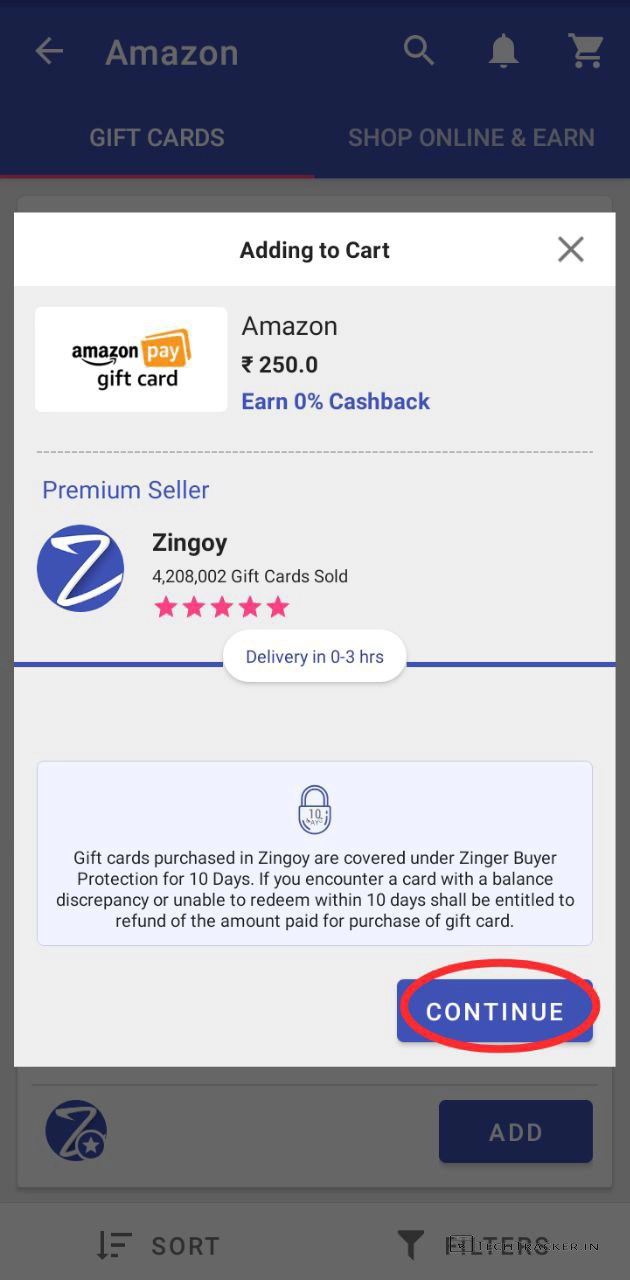 Amazon
GIFT CARDS
SHOP ONLINE & EARN
Adding to Cart
amazon pay
gift card
Amazon
₹ 250.0
Earn 0% Cashback
Premium Seller
Z
Zingoy
4,208,002 Gift Cards Sold
Delivery in 0-3 hrs
10
DAYS
Gift cards purchased in Zingoy are covered under Zinger Buyer
Protection for 10 Days. If you encounter a card with a balance
discrepancy or unable to redeem within 10 days shall be entitled to
refund of the amount paid for purchase of gift card.
CONTINUE
Z
ADD
SORT
FILTERS
TECHTRACKER.IN